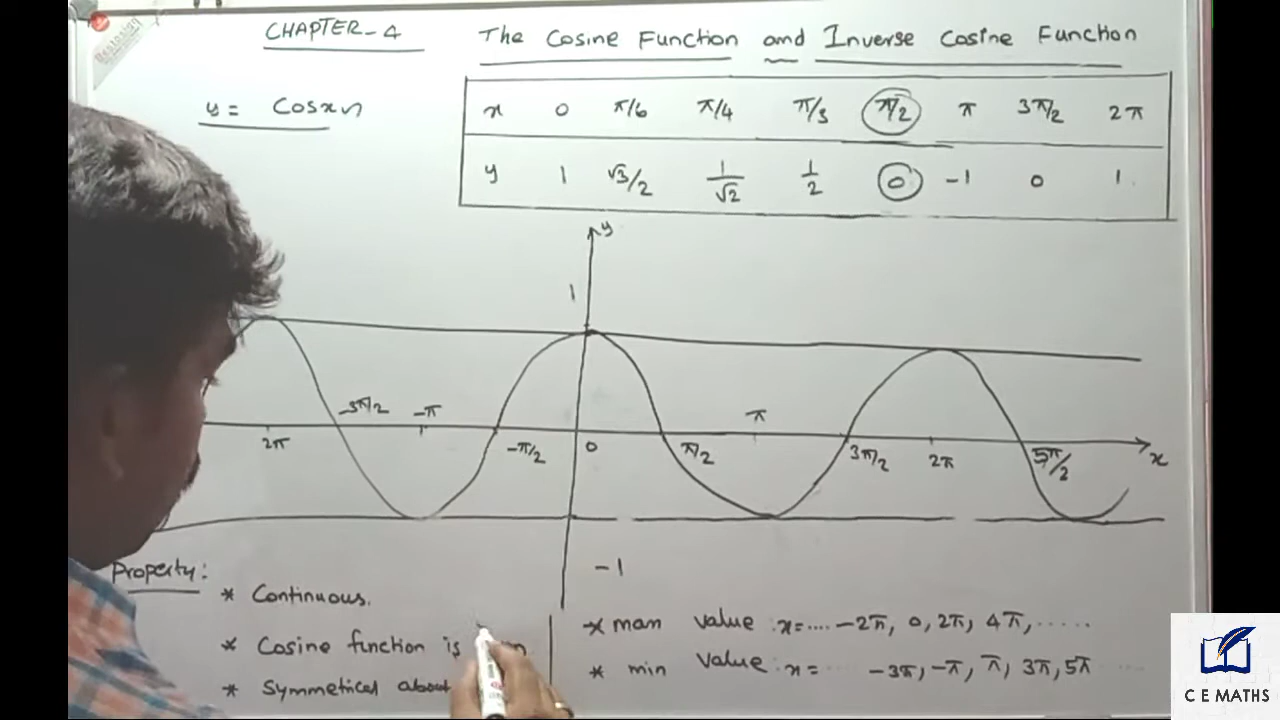 CHAPTER-4
The Cosine Function and Inverse Cosine Function
y = Cosx
x 0 π/6 π/4 π/3 π/2 π 3π/2 2π
y 1 √3/2 1/√2 1/2 0 -1 0 1
y
1
-3π/2 -π π
2π -π/2 0 π/2 3π/2 2π 5π/2 x
-1
Property:
* Continuous.
* Cosine function is
* Symmetrical about
* max value : x=.... -2π, 0, 2π, 4π, .....
* min value : x= .... -3π, -π, π, 3π, 5π ....
C E MATHS